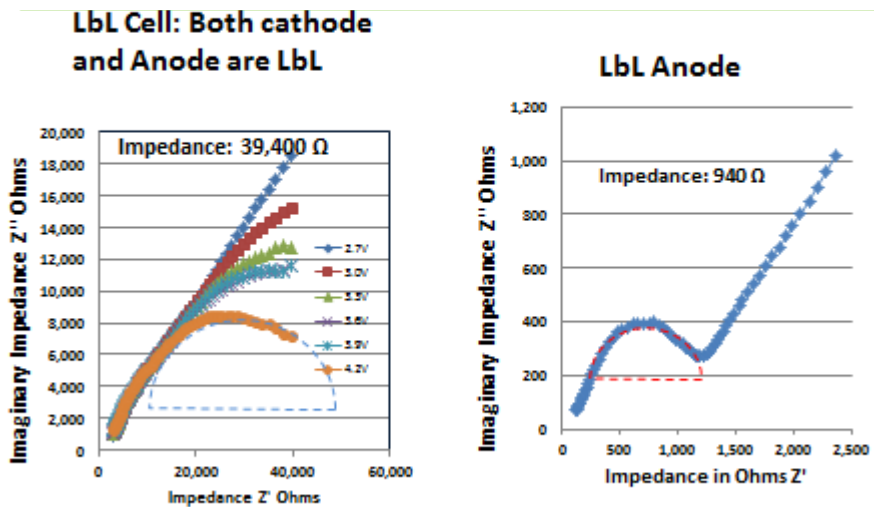 LbL Cell: Both cathode
and Anode are LbL
Imaginary Impedance Z'' Ohms
20,000
18,000
16,000
14,000
12,000
10,000
8,000
6,000
4,000
2,000
0
Impedance: 39,400 Ω
2.7V
3.0V
3.3V
3.6V
3.9V
4.2V
0
20,000
40,000
60,000
Impedance Z' Ohms
LbL Anode
Imaginary Impedance Z'' Ohms
1,200
1,000
800
600
400
200
0
Impedance: 940 Ω
0
500
1,000
1,500
2,000
2,500
Impedance in Ohms Z'